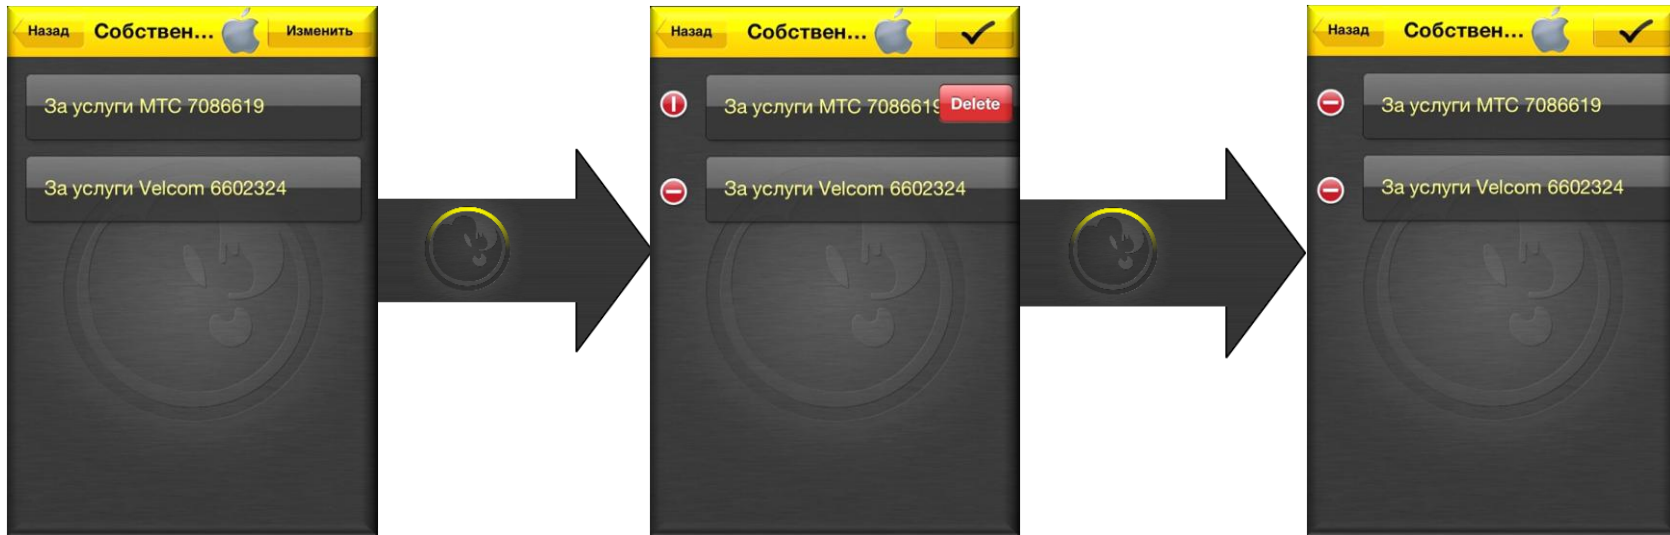 Назад Собствен... Изменить
За услуги МТС 7086619
За услуги Velcom 6602324
Назад Собствен...
За услуги МТС 7086619 Delete
За услуги Velcom 6602324
Назад Собствен...
За услуги МТС 7086619
За услуги Velcom 6602324